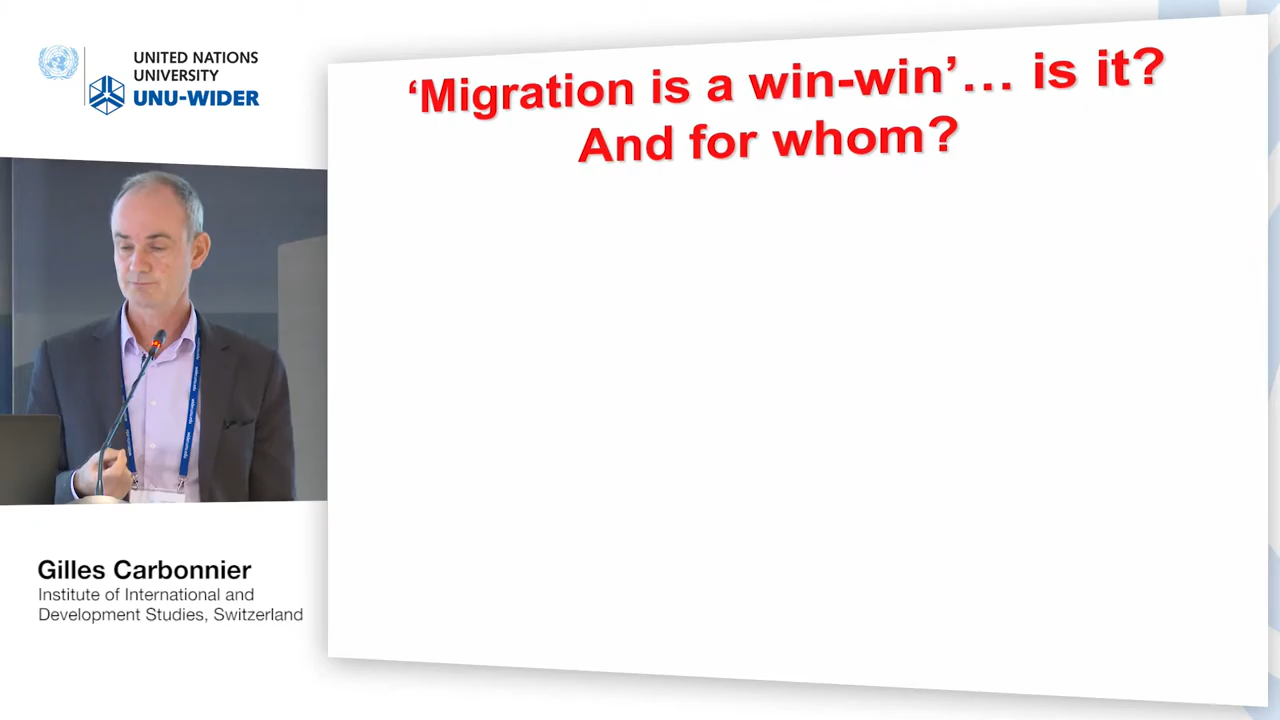 UNITED NATIONS
UNIVERSITY
UNU-WIDER
‘Migration is a win-win’… is it?
And for whom?
Gilles Carbonnier
Institute of International and
Development Studies, Switzerland